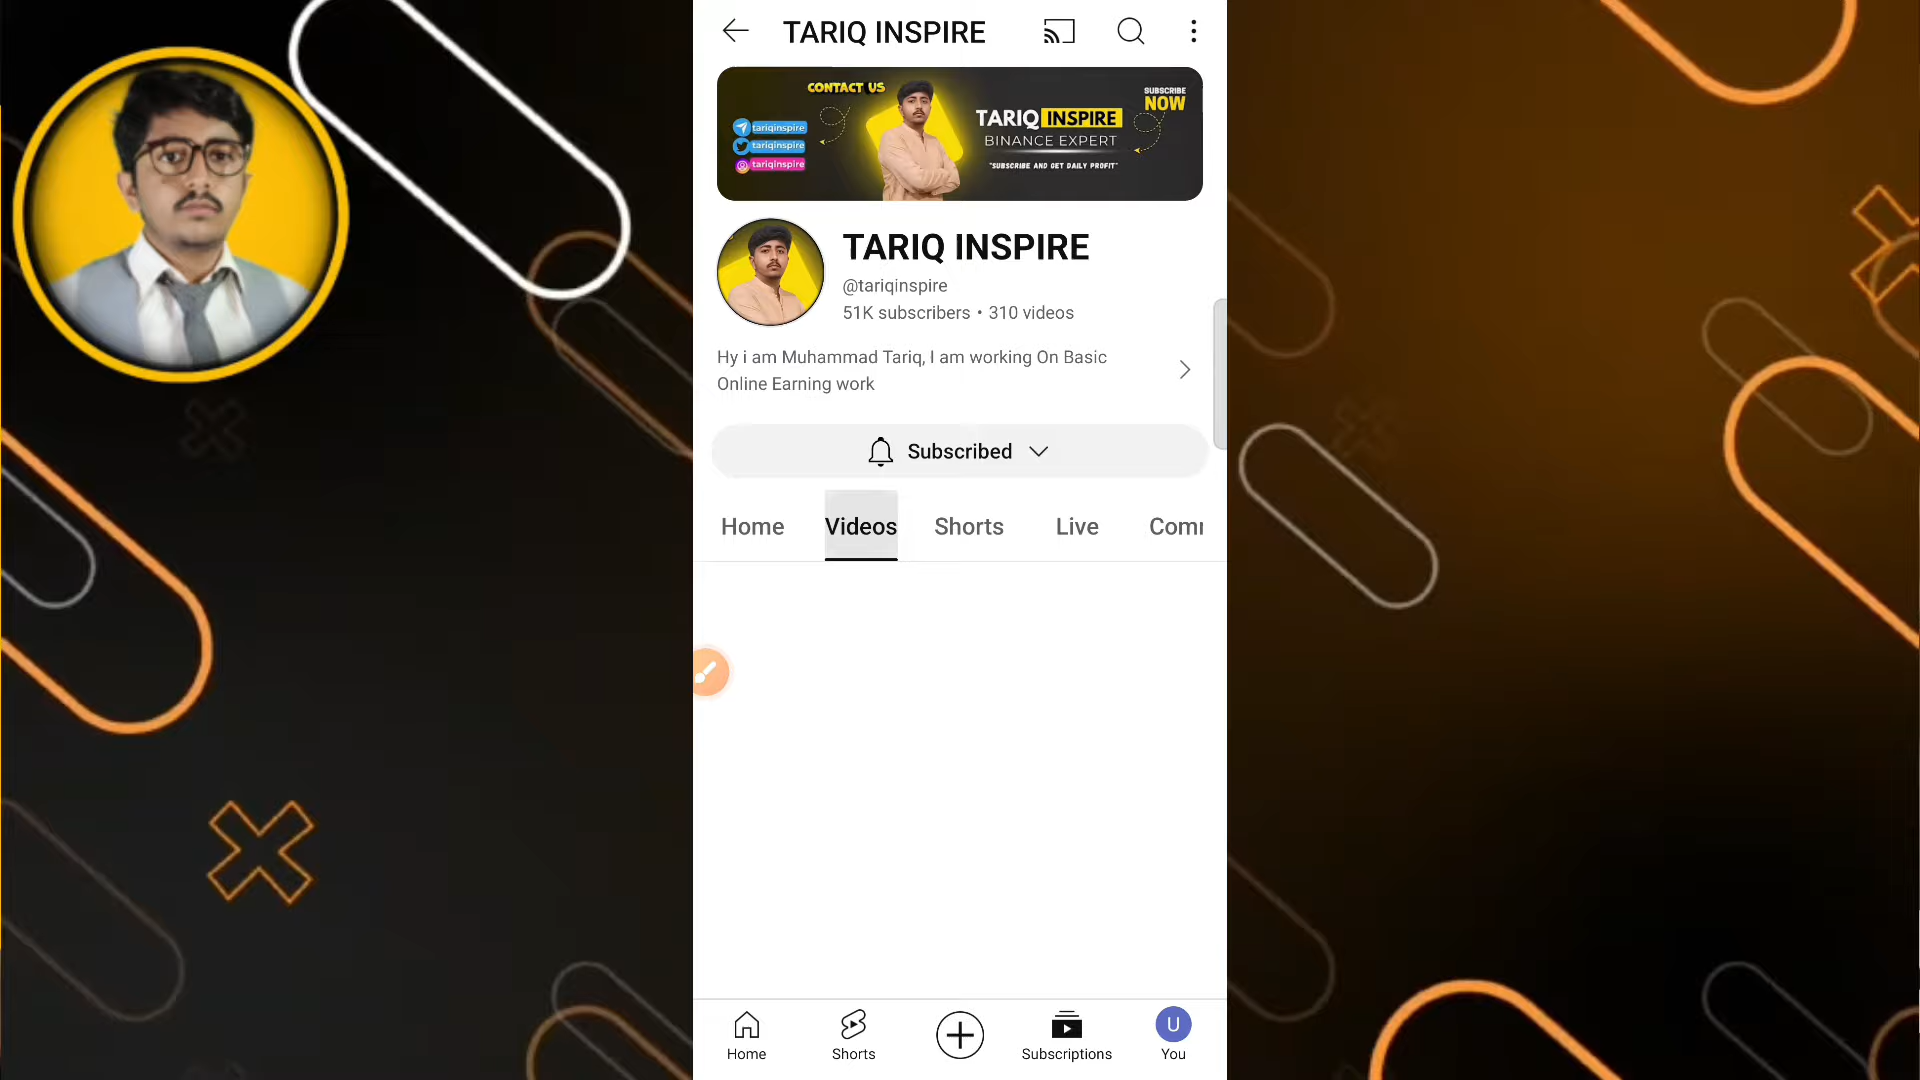 TARIQ INSPIRE
CONTACT US
SUBSCRIBE
NOW
tariqinspire
tariqinspire
tariqinspire
TARIQ INSPIRE
BINANCE EXPERT
"SUBSCRIBE AND GET DAILY PROFIT"
TARIQ INSPIRE
@tariqinspire
51K subscribers • 310 videos
Hy i am Muhammad Tariq, I am working On Basic
Online Earning work
Subscribed
Home Videos Shorts Live Com
U
Home Shorts Subscriptions You